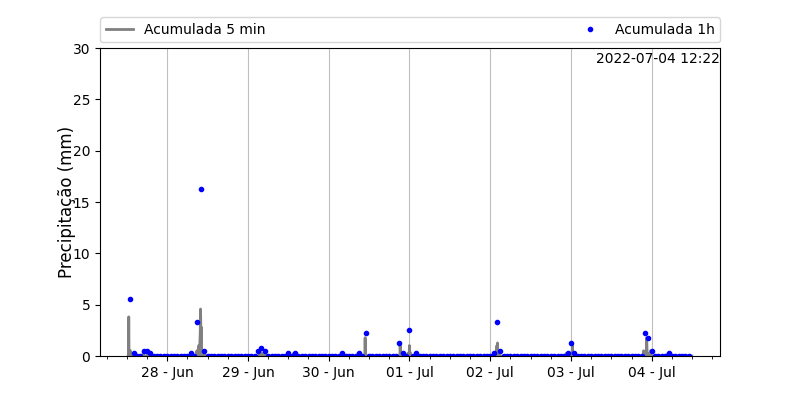 Acumulada 5 min
Acumulada 1h
2022-07-04 12:22
Precipitação (mm)
30
25
20
15
10
5
0
28 - Jun
29 - Jun
30 - Jun
01 - Jul
02 - Jul
03 - Jul
04 - Jul